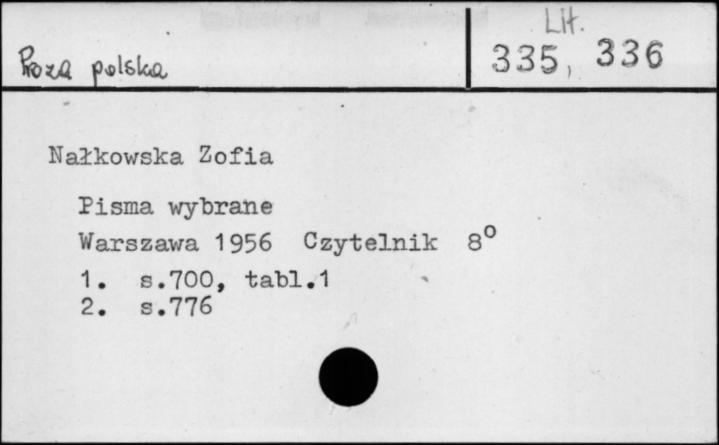 Lit.
Proza polska
335, 336
Nałkowska Zofia
Pisma wybrane
Warszawa 1956 Czytelnik 8°
1. s.700, tabl.1
2. s.776